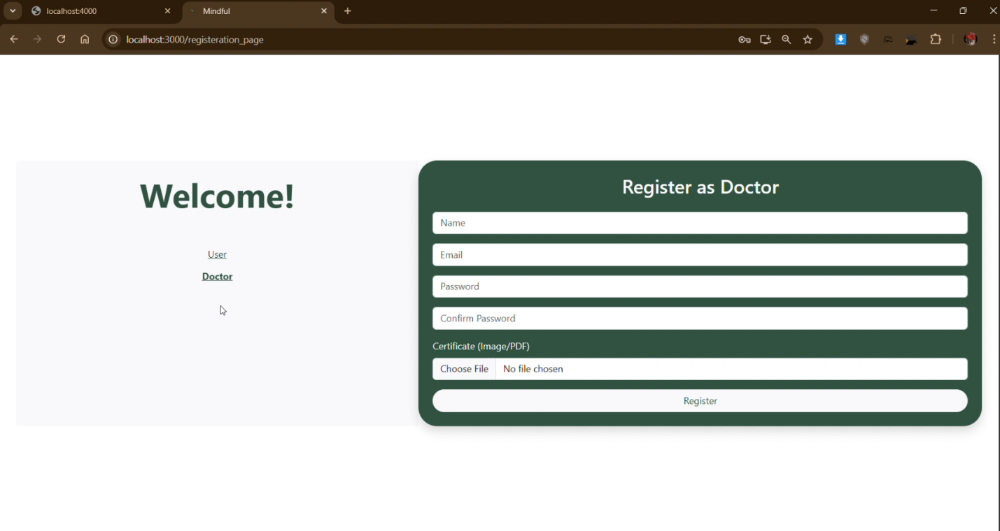 localhost:4000
Mindful
localhost:3000/registeration_page
Welcome!
User
Doctor
Register as Doctor
Name
Email
Password
Confirm Password
Certificate (Image/PDF)
Choose File No file chosen
Register